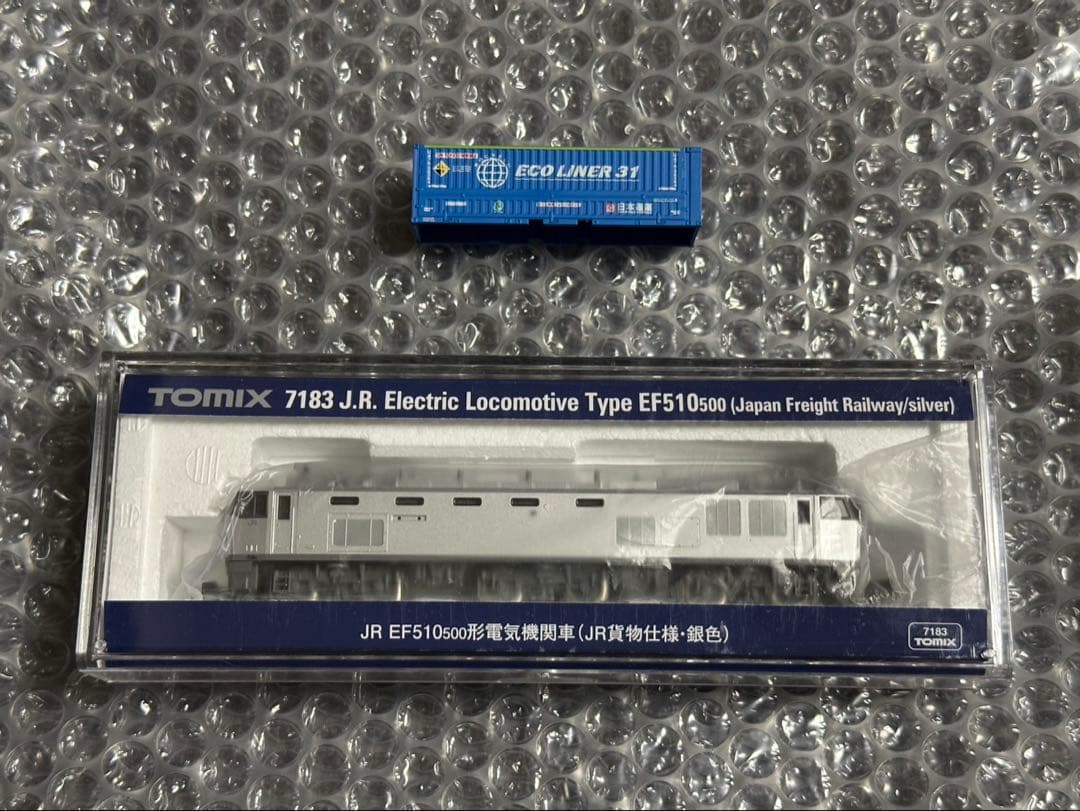 ECO LINER 31
日本通運
TOMIX 7183 J.R. Electric Locomotive Type EF510500 (Japan Freight Railway/silver)
JR EF510500形電気機関車(JR貨物仕様・銀色)
7183
TOMIX